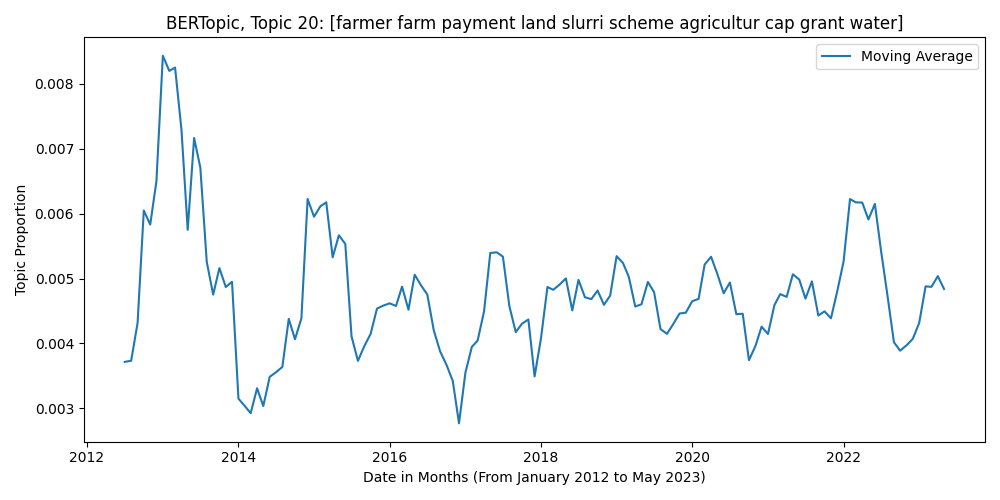 BERTopic, Topic 20: [farmer farm payment land slurri scheme agricultur cap grant water]
Moving Average
0.008
0.007
0.006
0.005
0.004
0.003
Topic Proportion
2012 2014 2016 2018 2020 2022
Date in Months (From January 2012 to May 2023)